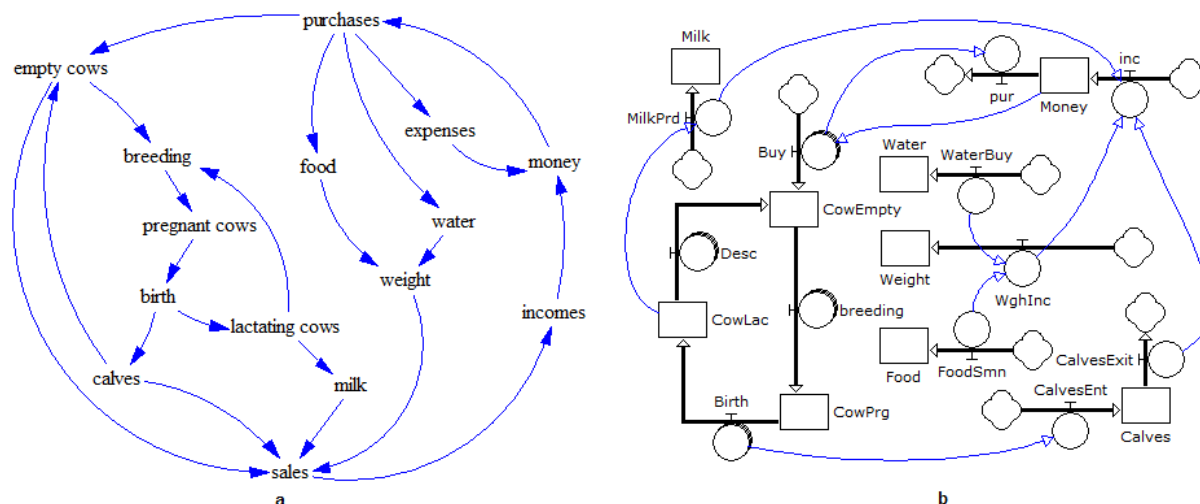 purchases
empty cows
expenses
breeding
food
money
water
pregnant cows
weight
birth
lactating cows
incomes
calves
milk
sales
a
Milk
inc
pur
Money
MilkPrd
Water
WaterBuy
Buy
CowEmpty
Desc
Weight
WghInc
CowLac
breeding
CalvesExit
Food
FoodSmn
Birth
CowPrg
CalvesEnt
Calves
b